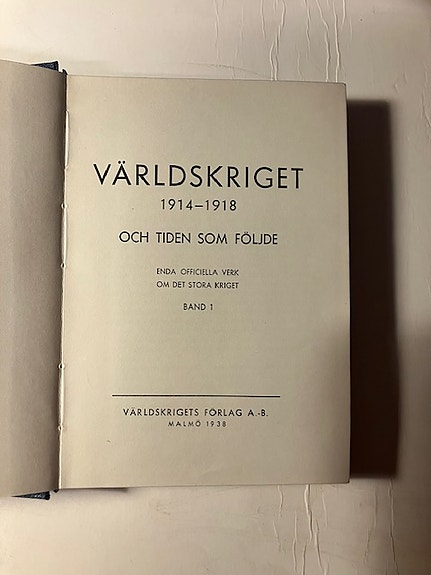 VÄRLDSKRIGET
1914–1918
OCH TIDEN SOM FÖLJDE
ENDA OFFICIELLA VERK
OM DET STORA KRIGET
BAND 1
VÄRLDSKRIGETS FÖRLAG A.-B.
MALMÖ 1938